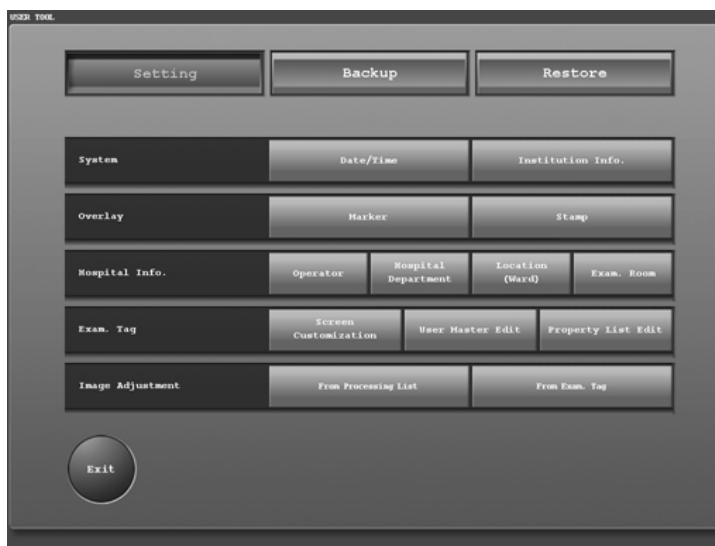 USER TOOL
Setting
Backup
Restore
System
Date/Time
Institution Info.
Overlay
Marker
Stamp
Hospital Info.
Operator
Hospital
Department
Location
(Ward)
Exam. Room
Exam. Tag
Screen
Customization
User Master Edit
Property List Edit
Image Adjustment
From Processing List
From Exam. Tag
Exit